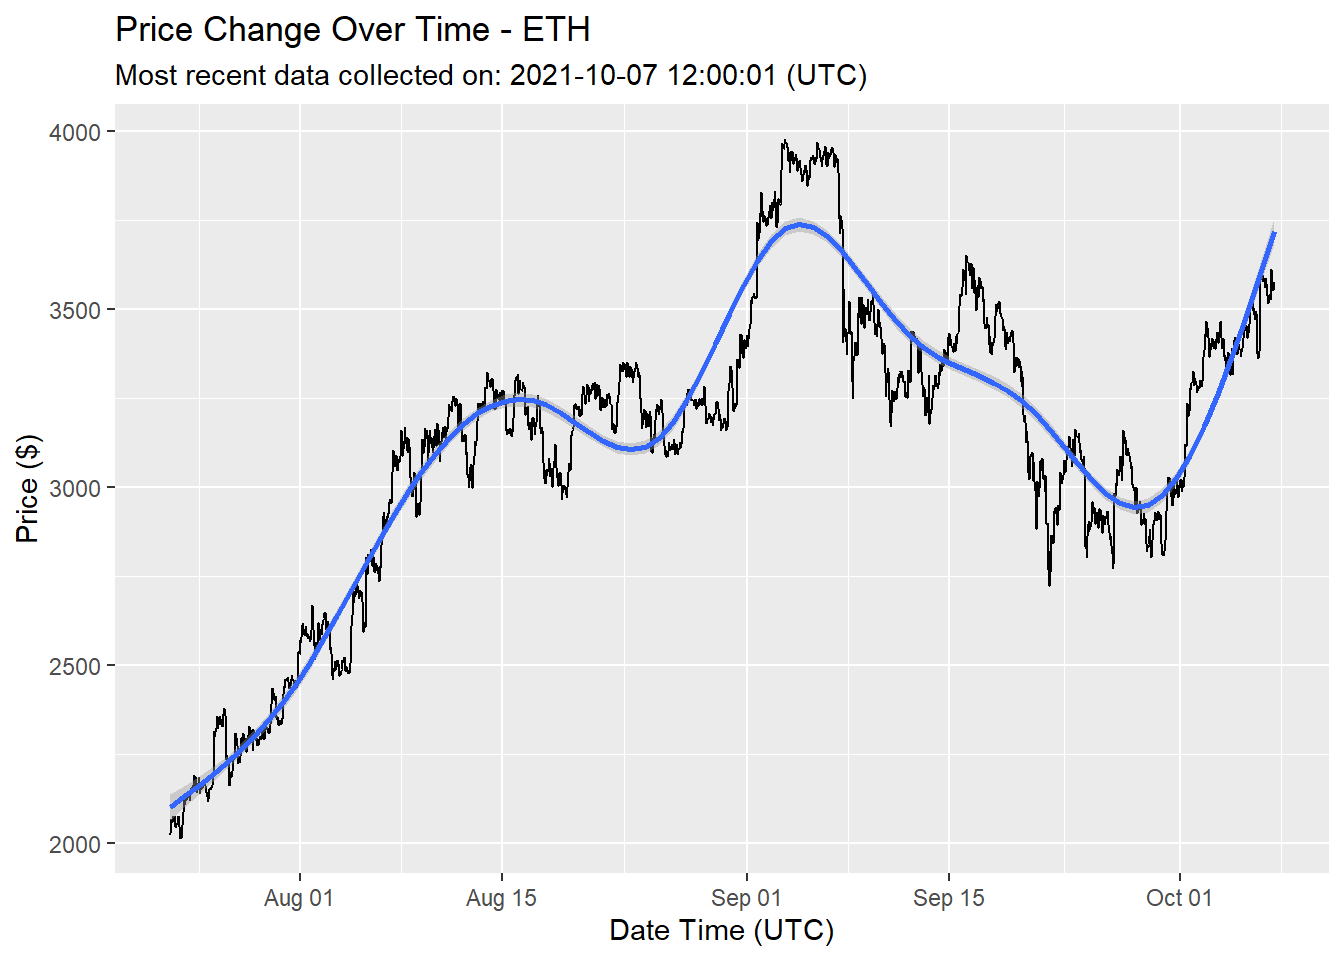 Price Change Over Time - ETH
Most recent data collected on: 2021-10-07 12:00:01 (UTC)
4000
3500
3000
2500
2000
Price ($)
Aug 01
Aug 15
Sep 01
Sep 15
Oct 01
Date Time (UTC)